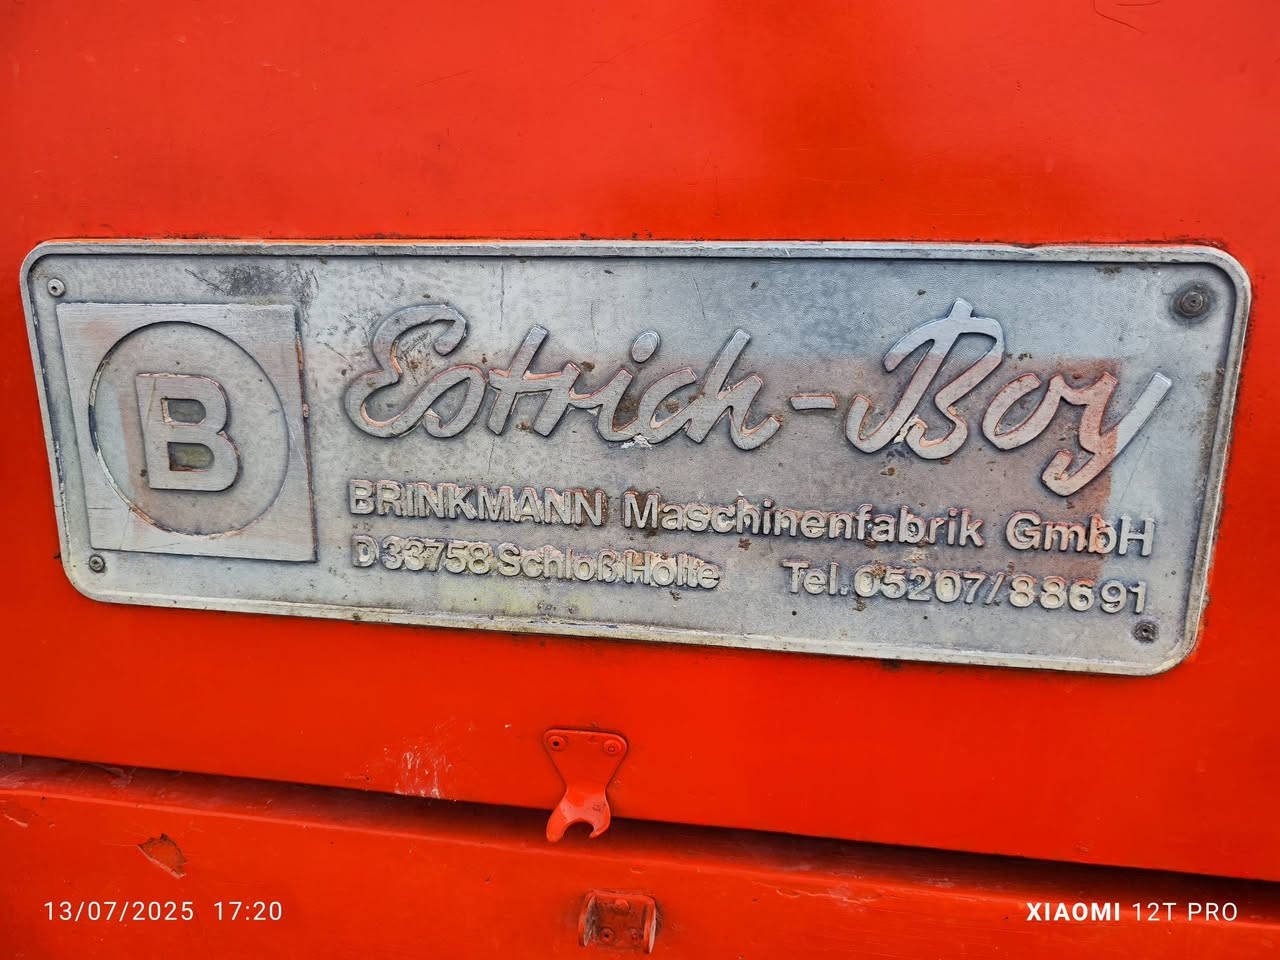 B
Estrich-Boy
BRINKMANN Maschinenfabrik GmbH
D 33758 Schloß Holte Tel. 05207/88691
13/07/2025 17:20
XIAOMI 12T PRO